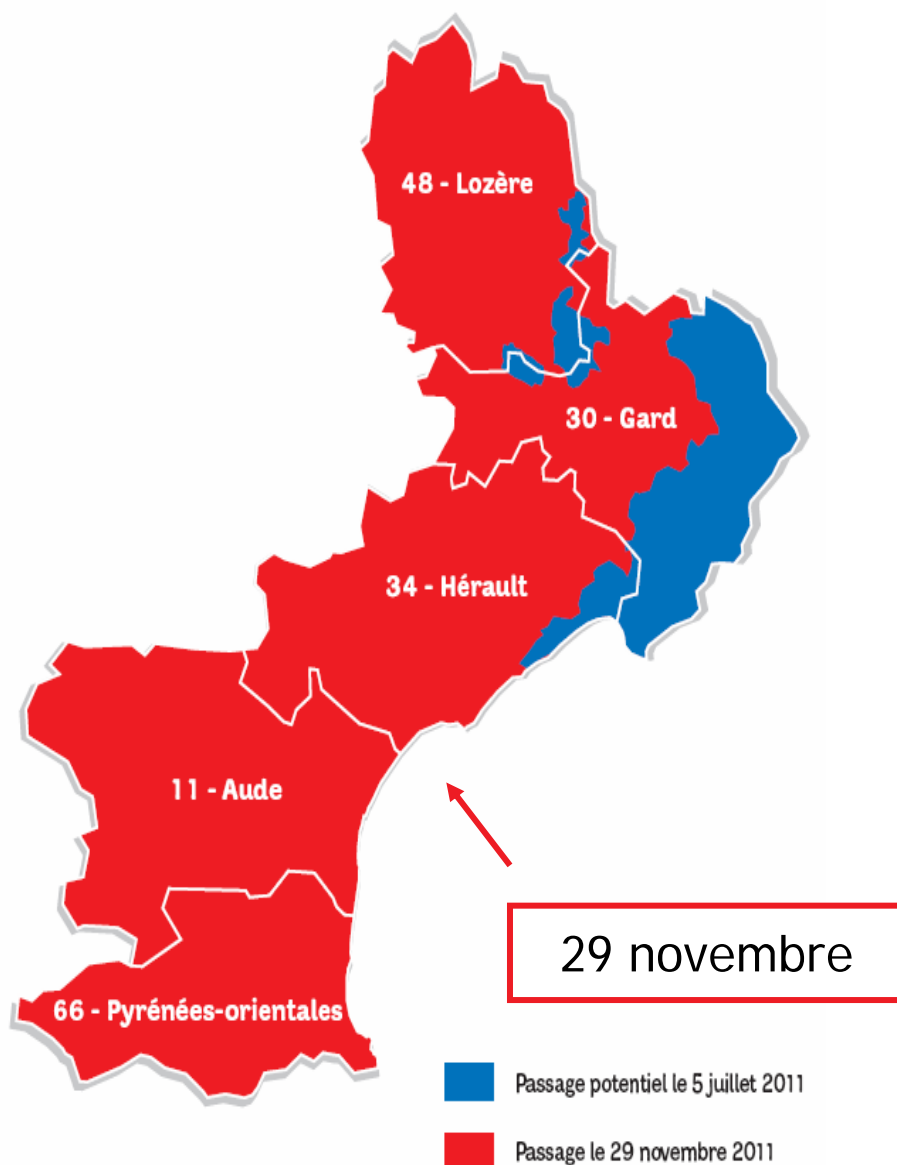 48 - Lozère
30 - Gard
34 - Hérault
11 - Aude
29 novembre
66 - Pyrénées-orientales
Passage potentiel le 5 juillet 2011
Passage le 29 novembre 2011